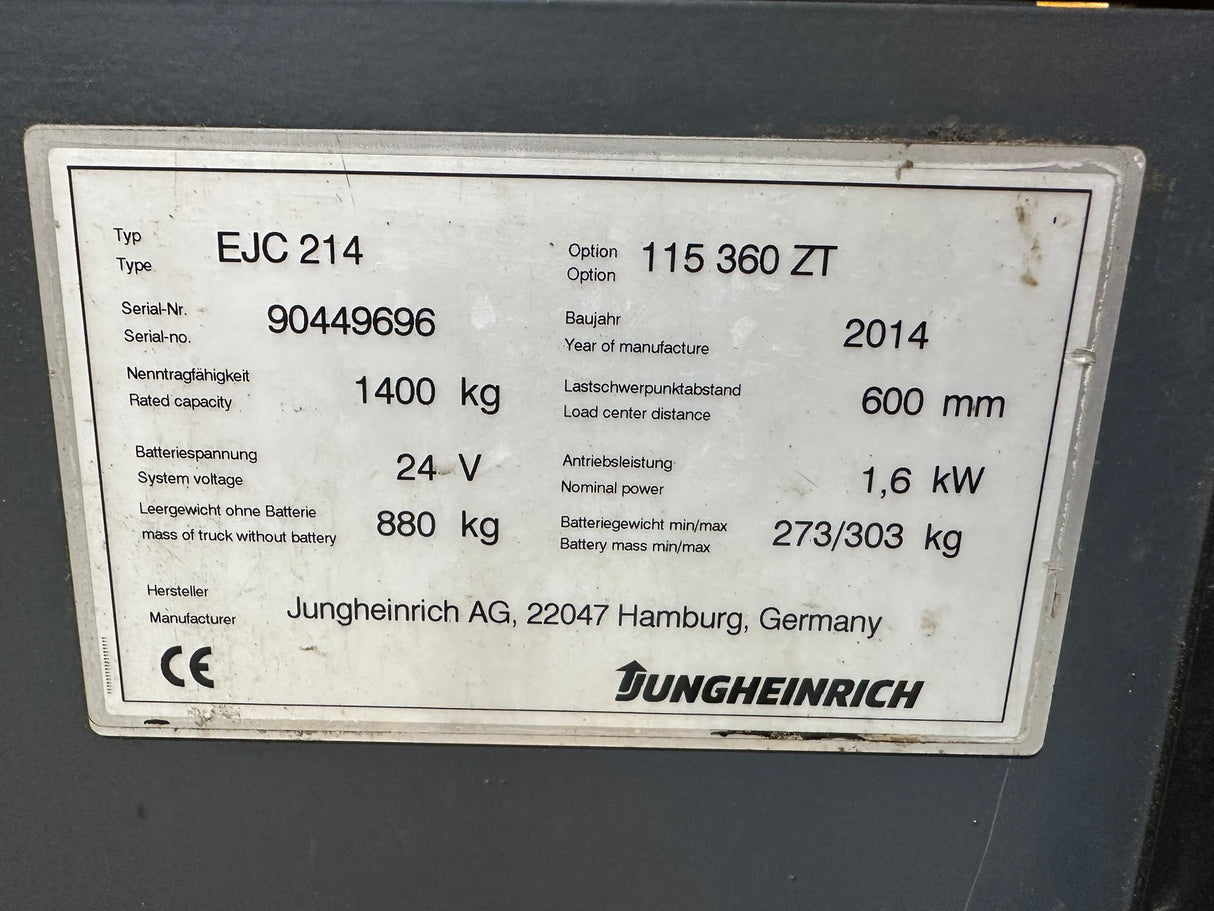 Typ EJC 214 Option 115 360 ZT
Type Option
Serial-Nr. 90449696 Baujahr 2014
Serial-no. Year of manufacture
Nenntragfähigkeit 1400 kg Lastschwerpunktabstand 600 mm
Rated capacity Load center distance
Batteriespannung 24 V Antriebsleistung 1,6 kW
System voltage Nominal power
Leergewicht ohne Batterie 880 kg Batteriegewicht min/max 273/303 kg
mass of truck without battery Battery mass min/max
Hersteller Jungheinrich AG, 22047 Hamburg, Germany
Manufacturer
CE JUNGHEINRICH